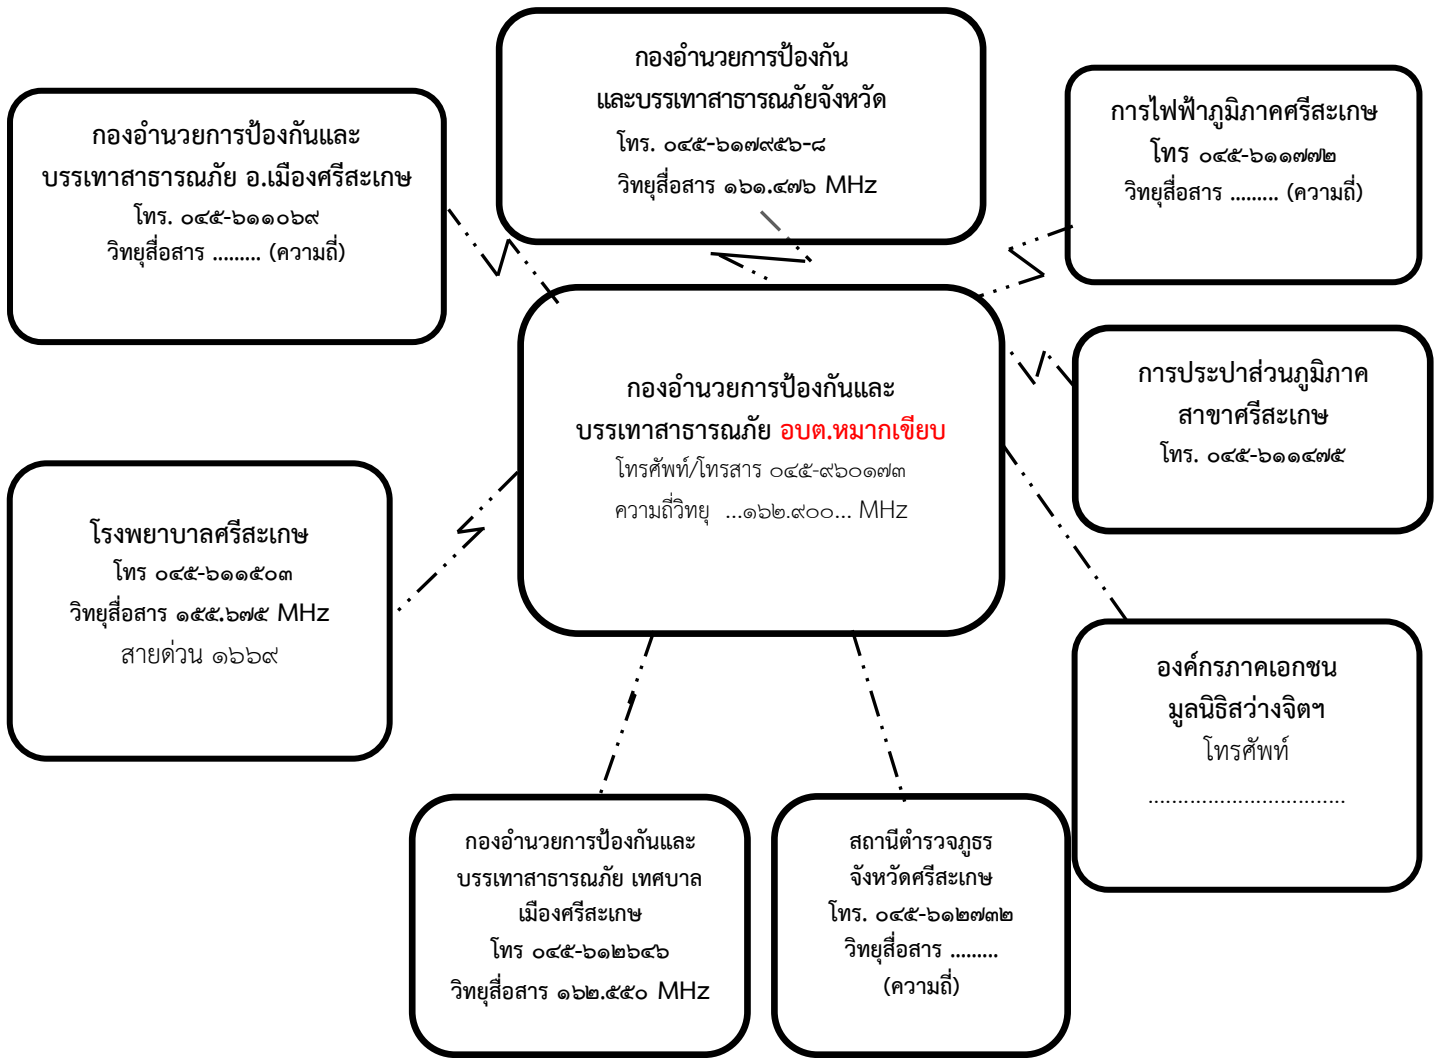 กองอำนวยการป้องกัน
และบรรเทาสาธารณภัยจังหวัด
โทร. ๐๔๕-๖๑๗๙๕๖-๘
วิทยุสื่อสาร ๑๖๑.๔๗๖ MHz
กองอำนวยการป้องกันและ
บรรเทาสาธารณภัย อ.เมืองศรีสะเกษ
โทร. ๐๔๕-๖๑๑๐๖๙
วิทยุสื่อสาร ......... (ความถี่)
การไฟฟ้าภูมิภาคศรีสะเกษ
โทร ๐๔๕-๖๑๑๗๗๒
วิทยุสื่อสาร ......... (ความถี่)
กองอำนวยการป้องกันและ
บรรเทาสาธารณภัย อบต.หมากเขียบ
โทรศัพท์/โทรสาร ๐๔๕-๙๖๐๑๗๓
ความถี่วิทยุ ...๑๖๒.๙๐๐... MHz
การประปาส่วนภูมิภาค
สาขาศรีสะเกษ
โทร. ๐๔๕-๖๑๑๔๗๕
โรงพยาบาลศรีสะเกษ
โทร ๐๔๕-๖๑๑๕๐๓
วิทยุสื่อสาร ๑๕๕.๖๗๕ MHz
สายด่วน ๑๖๖๙
องค์กรภาคเอกชน
มูลนิธิสว่างจิตฯ
โทรศัพท์
.................................
กองอำนวยการป้องกันและ
บรรเทาสาธารณภัย เทศบาล
เมืองศรีสะเกษ
โทร ๐๔๕-๖๑๒๖๔๖
วิทยุสื่อสาร ๑๖๒.๕๕๐ MHz
สถานีตำรวจภูธร
จังหวัดศรีสะเกษ
โทร. ๐๔๕-๖๑๒๗๓๒
วิทยุสื่อสาร .........
(ความถี่)